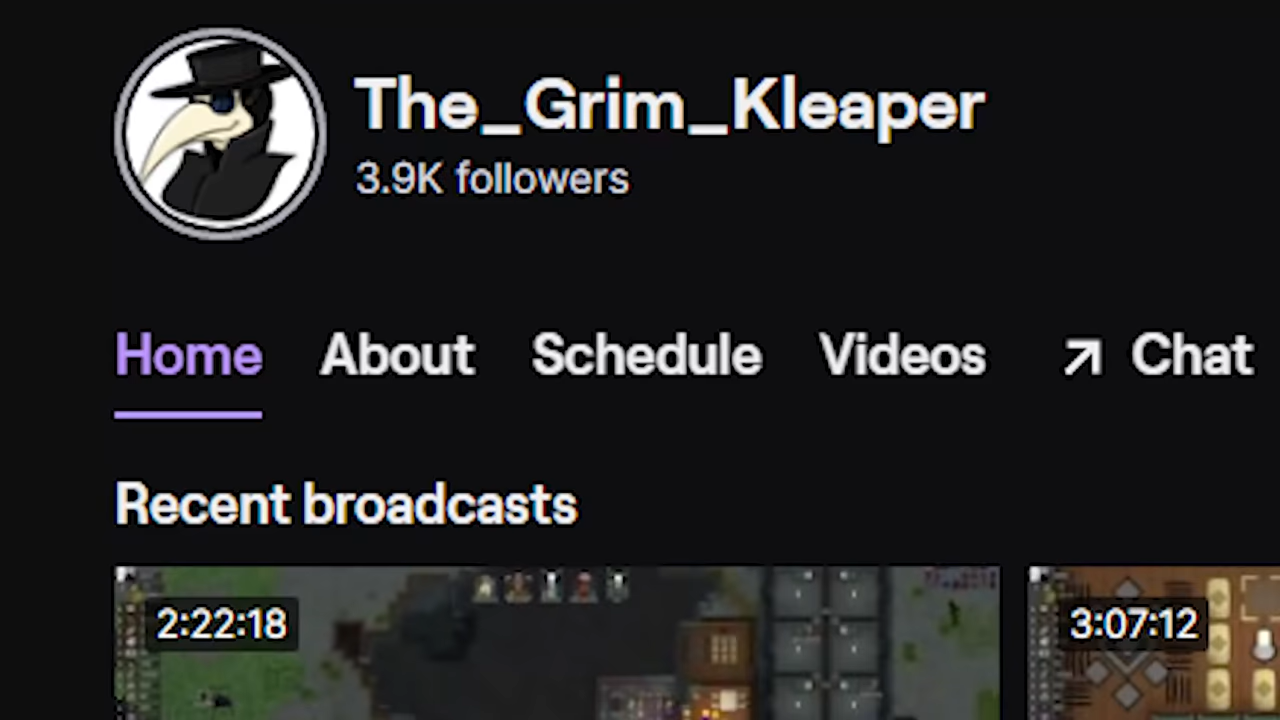 The_Grim_Kleaper
3.9K followers
Home About Schedule Videos Chat
Recent broadcasts
2:22:18 3:07:12